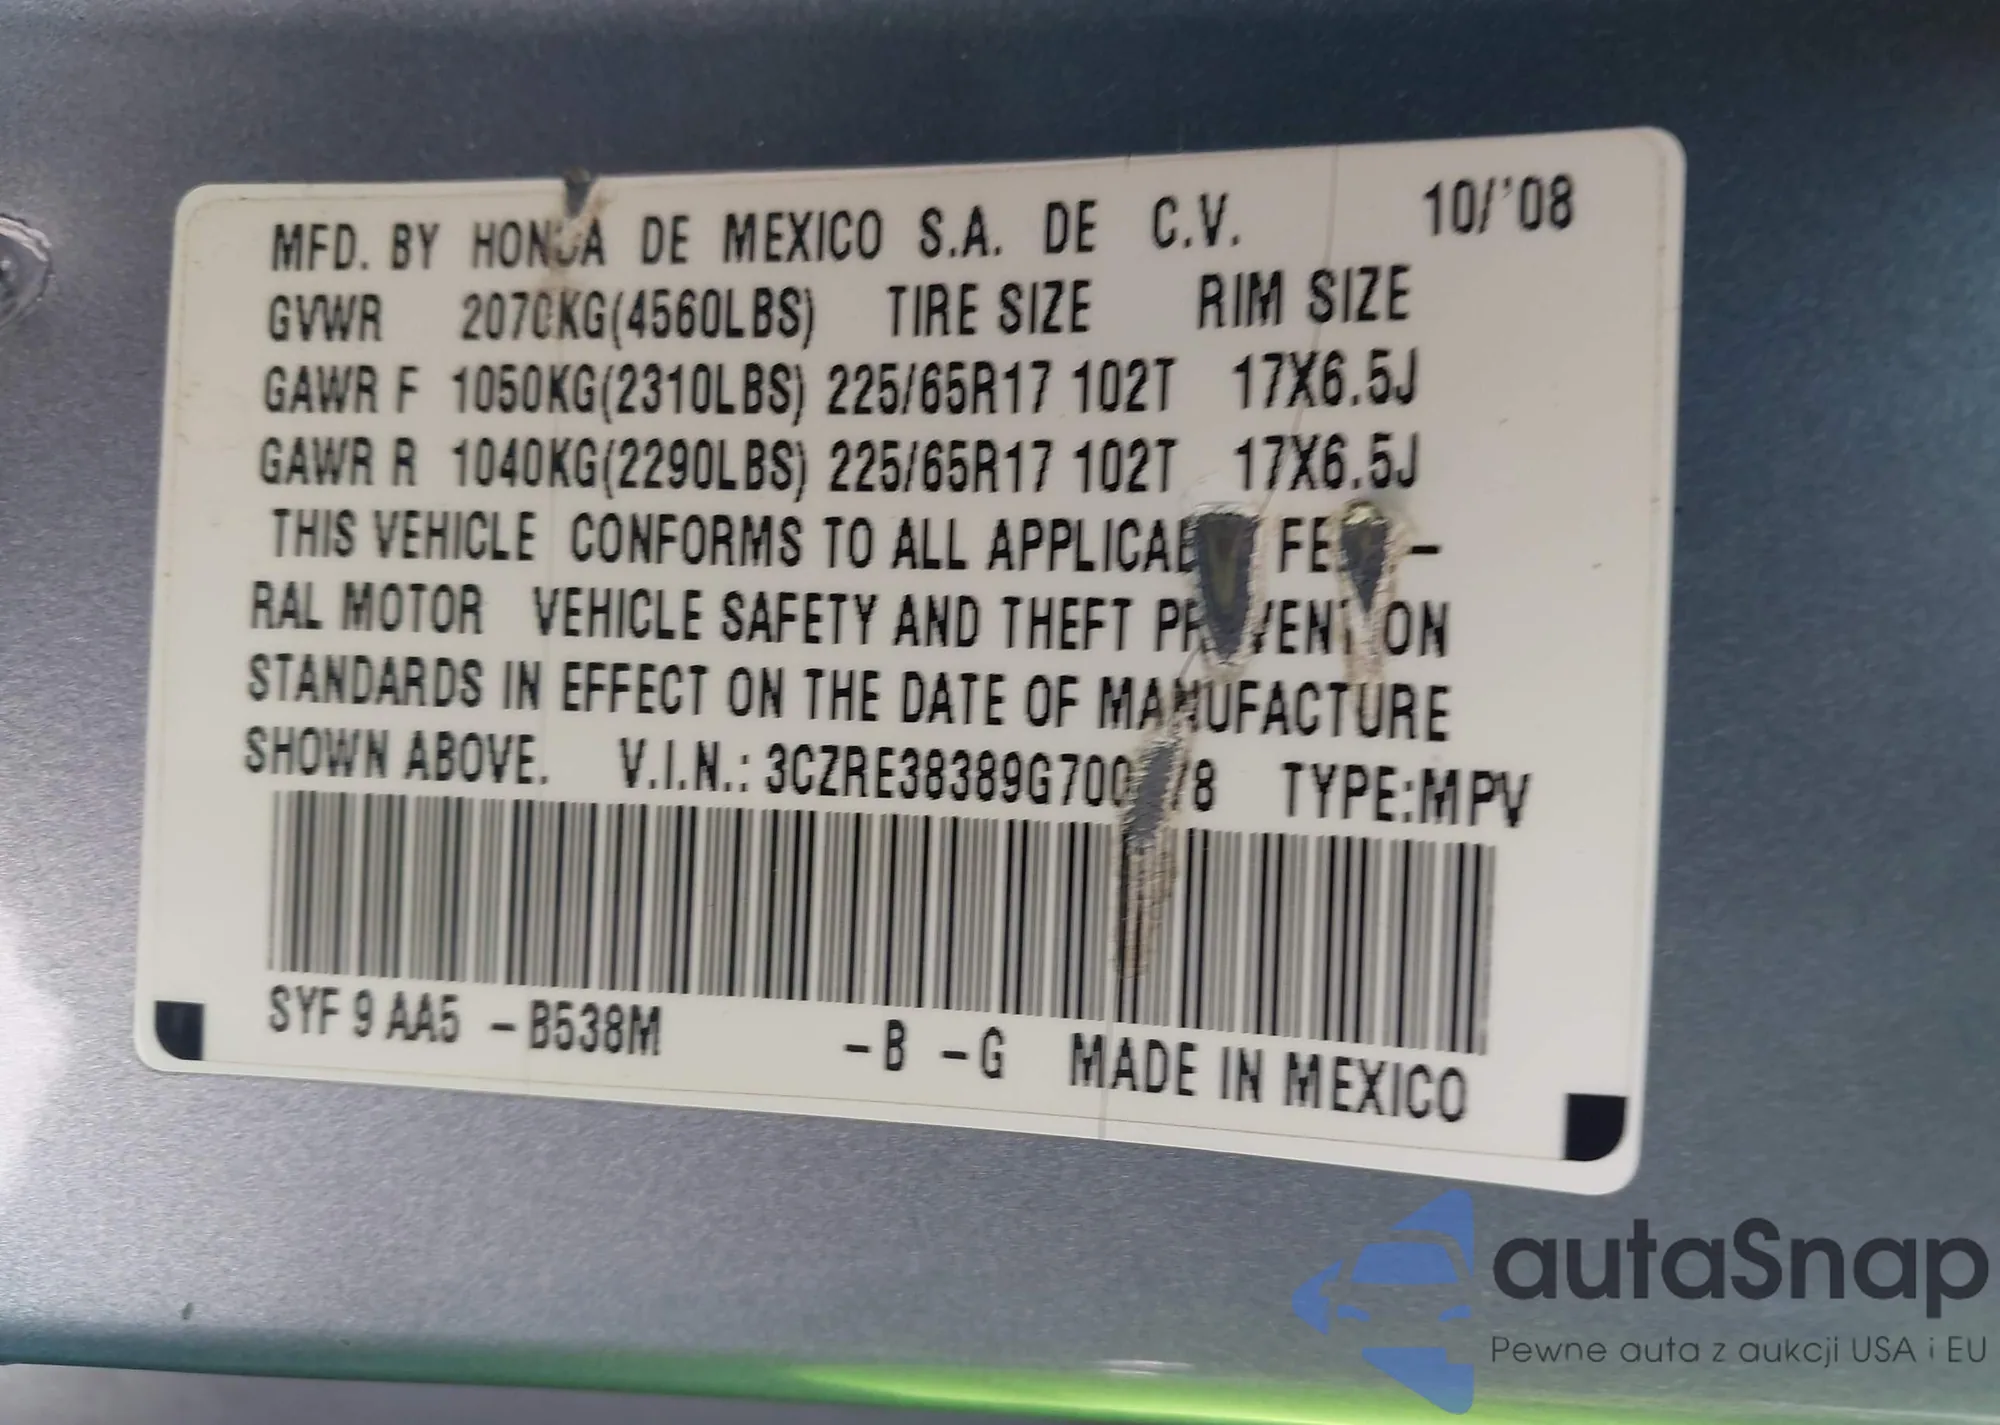 MFD. BY HONDA DE MEXICO S.A. DE C.V. 10/'08
GVWR 2070KG(4560LBS) TIRE SIZE RIM SIZE
GAWR F 1050KG(2310LBS) 225/65R17 102T 17X6.5J
GAWR R 1040KG(2290LBS) 225/65R17 102T 17X6.5J
THIS VEHICLE CONFORMS TO ALL
RAL MOTOR VEHICLE SAFETY AND THEFT PREVENTION
STANDARDS IN EFFECT ON THE DATE OF MANUFACTURE
SHOWN ABOVE. V.I.N.: TYPE:MPV
SYF 9 AA5 -B538M -B -G MADE IN MEXICO
autaSnap
Pewne auta z aukcji USA i EU